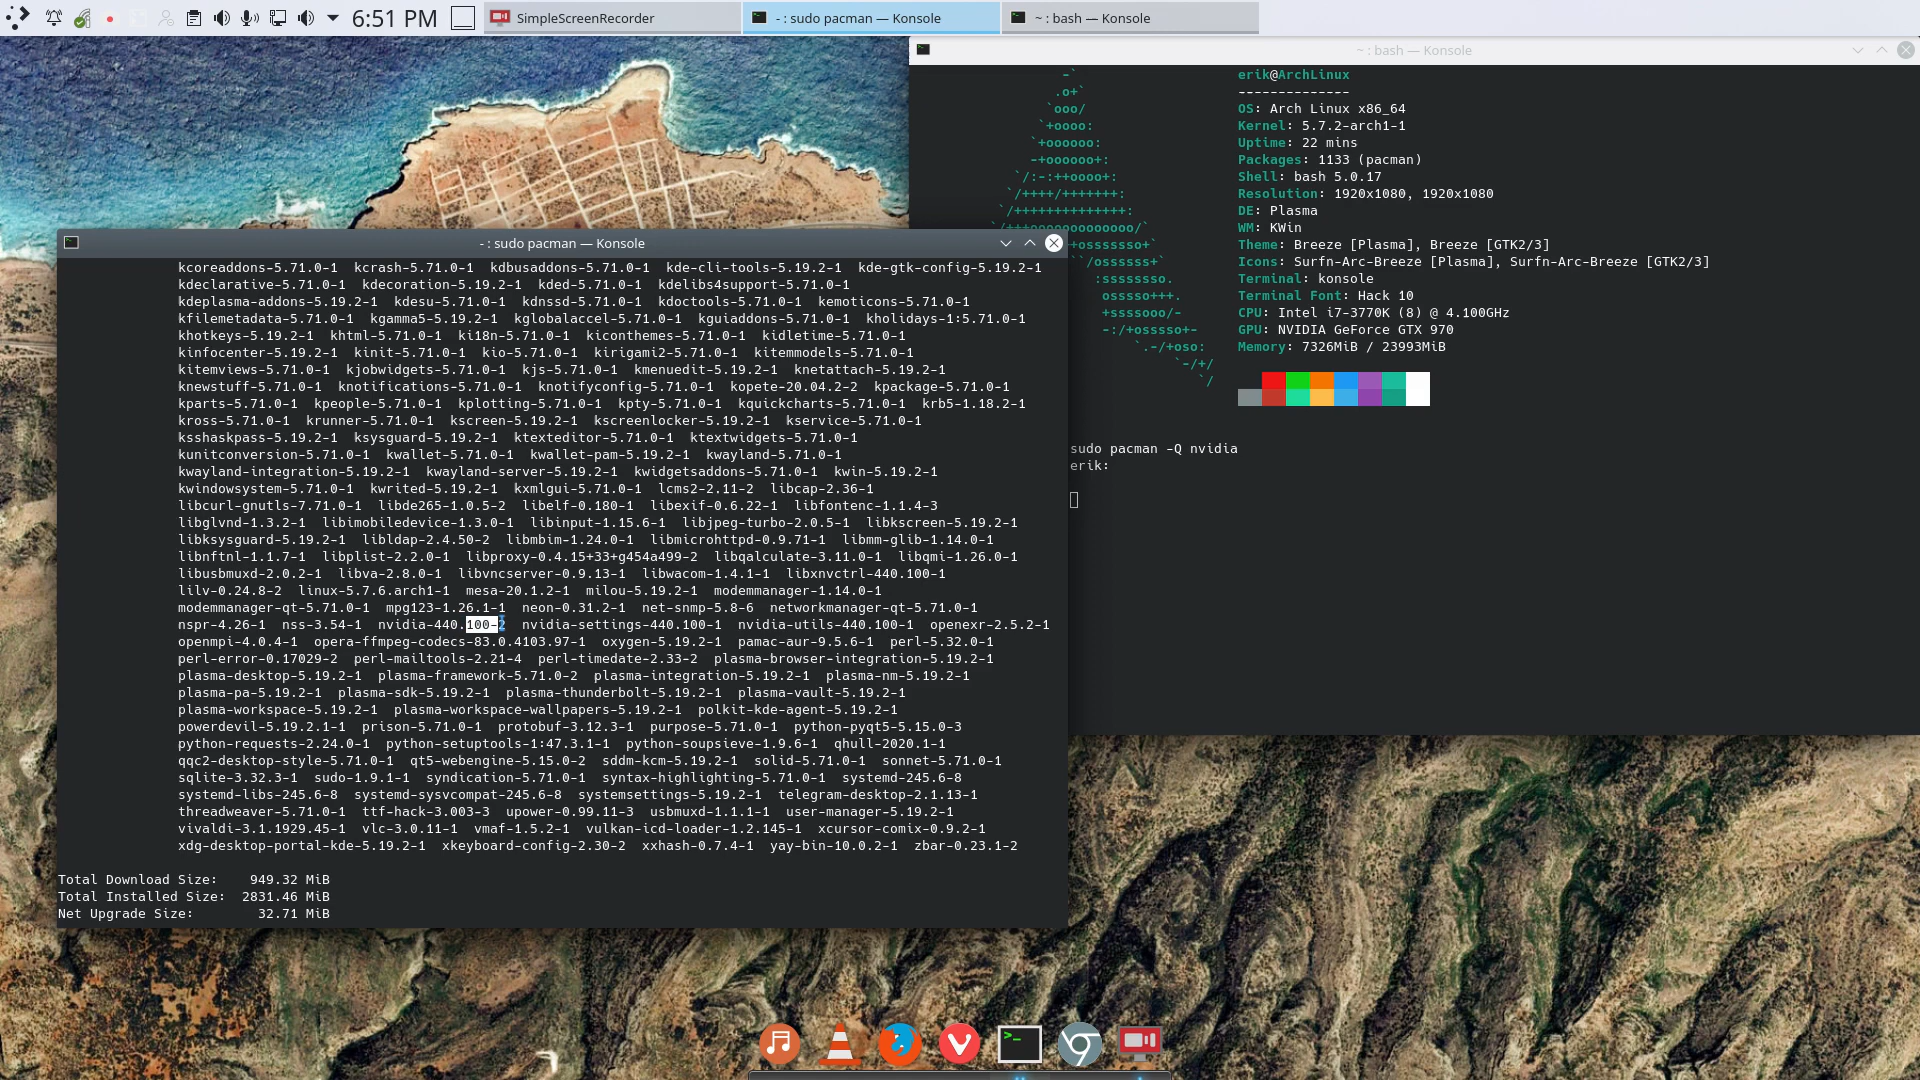 6:51 PM
SimpleScreenRecorder
- : sudo pacman — Konsole
~ : bash — Konsole
~ : bash — Konsole
erik@ArchLinux
--------------
OS: Arch Linux x86_64
Kernel: 5.7.2-arch1-1
Uptime: 22 mins
Packages: 1133 (pacman)
Shell: bash 5.0.17
Resolution: 1920x1080, 1920x1080
DE: Plasma
WM: KWin
Theme: Breeze [Plasma], Breeze [GTK2/3]
Icons: Surfn-Arc-Breeze [Plasma], Surfn-Arc-Breeze [GTK2/3]
Terminal: konsole
Terminal Font: Hack 10
CPU: Intel i7-3770K (8) @ 4.100GHz
GPU: NVIDIA GeForce GTX 970
Memory: 7326MiB / 23993MiB
sudo pacman -Q nvidia
erik:
- : sudo pacman — Konsole
kcoreaddons-5.71.0-1 kcrash-5.71.0-1 kdbusaddons-5.71.0-1 kde-cli-tools-5.19.2-1 kde-gtk-config-5.19.2-1
kdeclarative-5.71.0-1 kdecoration-5.19.2-1 kded-5.71.0-1 kdelibs4support-5.71.0-1
kdeplasma-addons-5.19.2-1 kdesu-5.71.0-1 kdnssd-5.71.0-1 kdoctools-5.71.0-1 kemoticons-5.71.0-1
kfilemetadata-5.71.0-1 kgamma5-5.19.2-1 kglobalaccel-5.71.0-1 kguiaddons-5.71.0-1 kholidays-1:5.71.0-1
khotkeys-5.19.2-1 khtml-5.71.0-1 ki18n-5.71.0-1 kiconthemes-5.71.0-1 kidletime-5.71.0-1
kinfocenter-5.19.2-1 kinit-5.71.0-1 kio-5.71.0-1 kirigami2-5.71.0-1 kitemmodels-5.71.0-1
kitemviews-5.71.0-1 kjobwidgets-5.71.0-1 kjs-5.71.0-1 kmenuedit-5.19.2-1 knetattach-5.19.2-1
knewstuff-5.71.0-1 knotifications-5.71.0-1 knotifyconfig-5.71.0-1 kopete-20.04.2-2 kpackage-5.71.0-1
kparts-5.71.0-1 kpeople-5.71.0-1 kplotting-5.71.0-1 kpty-5.71.0-1 kquickcharts-5.71.0-1 krb5-1.18.2-1
kross-5.71.0-1 krunner-5.71.0-1 kscreen-5.19.2-1 kscreenlocker-5.19.2-1 kservice-5.71.0-1
ksshaskpass-5.19.2-1 ksysguard-5.19.2-1 ktexteditor-5.71.0-1 ktextwidgets-5.71.0-1
kunitconversion-5.71.0-1 kwallet-5.71.0-1 kwallet-pam-5.19.2-1 kwayland-5.71.0-1
kwayland-integration-5.19.2-1 kwayland-server-5.19.2-1 kwidgetsaddons-5.71.0-1 kwin-5.19.2-1
kwindowsystem-5.71.0-1 kwrited-5.19.2-1 kxmlgui-5.71.0-1 lcms2-2.11-2 libcap-2.36-1
libcurl-gnutls-7.71.0-1 libde265-1.0.5-2 libelf-0.180-1 libexif-0.6.22-1 libfontenc-1.1.4-3
libglvnd-1.3.2-1 libimobiledevice-1.3.0-1 libinput-1.15.6-1 libjpeg-turbo-2.0.5-1 libkscreen-5.19.2-1
libksysguard-5.19.2-1 libldap-2.4.50-2 libmbim-1.24.0-1 libmicrohttpd-0.9.71-1 libmm-glib-1.14.0-1
libnftnl-1.1.7-1 libplist-2.2.0-1 libproxy-0.4.15+33+g454a499-2 libqalculate-3.11.0-1 libqmi-1.26.0-1
libusbmuxd-2.0.2-1 libva-2.8.0-1 libvncserver-0.9.13-1 libwacom-1.4.1-1 libxnvctrl-440.100-1
lilv-0.24.8-2 linux-5.7.6.arch1-1 mesa-20.1.2-1 milou-5.19.2-1 modemmanager-1.14.0-1
modemmanager-qt-5.71.0-1 mpg123-1.26.1-1 neon-0.31.2-1 net-snmp-5.8-6 networkmanager-qt-5.71.0-1
nspr-4.26-1 nss-3.54-1 nvidia-440.100-2 nvidia-settings-440.100-1 nvidia-utils-440.100-1 openexr-2.5.2-1
openmpi-4.0.4-1 opera-ffmpeg-codecs-83.0.4103.97-1 oxygen-5.19.2-1 pamac-aur-9.5.6-1 perl-5.32.0-1
perl-error-0.17029-2 perl-mailtools-2.21-4 perl-timedate-2.33-2 plasma-browser-integration-5.19.2-1
plasma-desktop-5.19.2-1 plasma-framework-5.71.0-2 plasma-integration-5.19.2-1 plasma-nm-5.19.2-1
plasma-pa-5.19.2-1 plasma-sdk-5.19.2-1 plasma-thunderbolt-5.19.2-1 plasma-vault-5.19.2-1
plasma-workspace-5.19.2-1 plasma-workspace-wallpapers-5.19.2-1 polkit-kde-agent-5.19.2-1
powerdevil-5.19.2.1-1 prison-5.71.0-1 protobuf-3.12.3-1 purpose-5.71.0-1 python-pyqt5-5.15.0-3
python-requests-2.24.0-1 python-setuptools-1:47.3.1-1 python-soupsieve-1.9.6-1 qhull-2020.1-1
qqc2-desktop-style-5.71.0-1 qt5-webengine-5.15.0-2 sddm-kcm-5.19.2-1 solid-5.71.0-1 sonnet-5.71.0-1
sqlite-3.32.3-1 sudo-1.9.1-1 syndication-5.71.0-1 syntax-highlighting-5.71.0-1 systemd-245.6-8
systemd-libs-245.6-8 systemd-sysvcompat-245.6-8 systemsettings-5.19.2-1 telegram-desktop-2.1.13-1
threadweaver-5.71.0-1 ttf-hack-3.003-3 upower-0.99.11-3 usbmuxd-1.1.1-1 user-manager-5.19.2-1
vivaldi-3.1.1929.45-1 vlc-3.0.11-1 vmaf-1.5.2-1 vulkan-icd-loader-1.2.145-1 xcursor-comix-0.9.2-1
xdg-desktop-portal-kde-5.19.2-1 xkeyboard-config-2.30-2 xxhash-0.7.4-1 yay-bin-10.0.2-1 zbar-0.23.1-2
Total Download Size: 949.32 MiB
Total Installed Size: 2831.46 MiB
Net Upgrade Size: 32.71 MiB